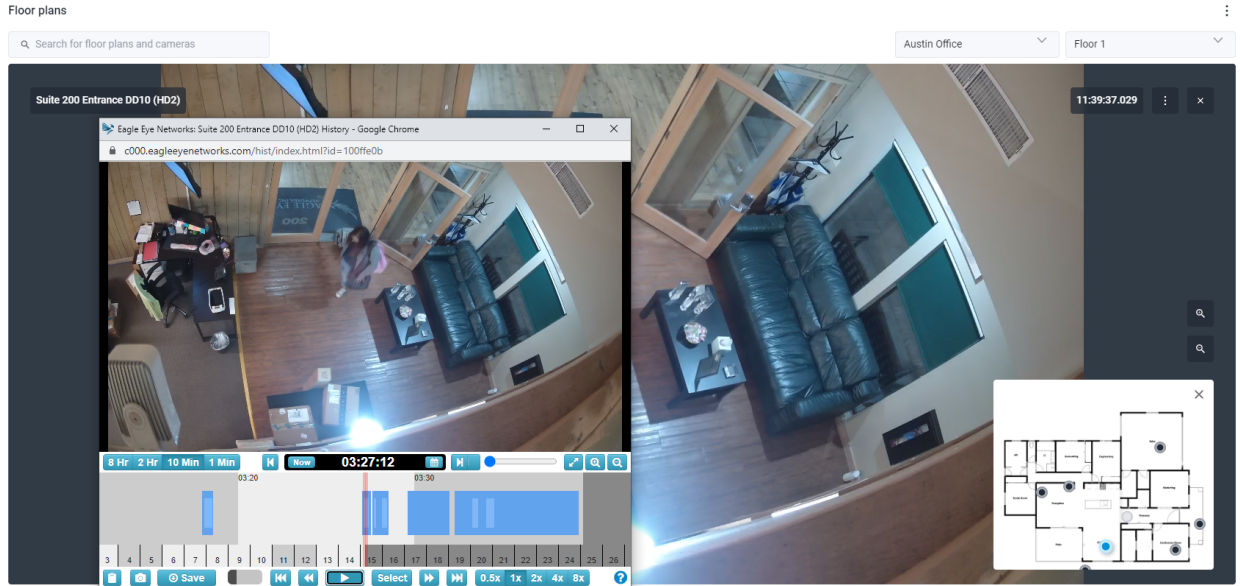 Floor plans
Search for floor plans and cameras
Austin Office
Floor 1
Suite 200 Entrance DD10 (HD2)
11:39:37.029
Eagle Eye Networks: Suite 200 Entrance DD10 (HD2) History - Google Chrome
c000.eagleeyenetworks.com/hist/index.html?id=100ffe0b
EAGLE EYE
200
8 Hr 2 Hr 10 Min 1 Min
Now
03:27:12
03:20 03:30
3 4 5 6 7 8 9 10 11 12 13 14 15 16 17 18 19 20 21 22 23 24 25 26
Save
Select
0.5x 1x 2x 4x 8x
?